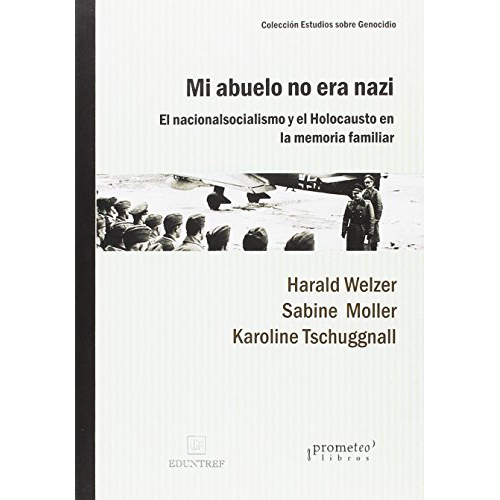 Colección Estudios sobre Genocidio
Mi abuelo no era nazi
El nacionalsocialismo y el Holocausto en
la memoria familiar
Harald Welzer
Sabine Moller
Karoline Tschuggnall
EDUNTREF
prometeo
libros